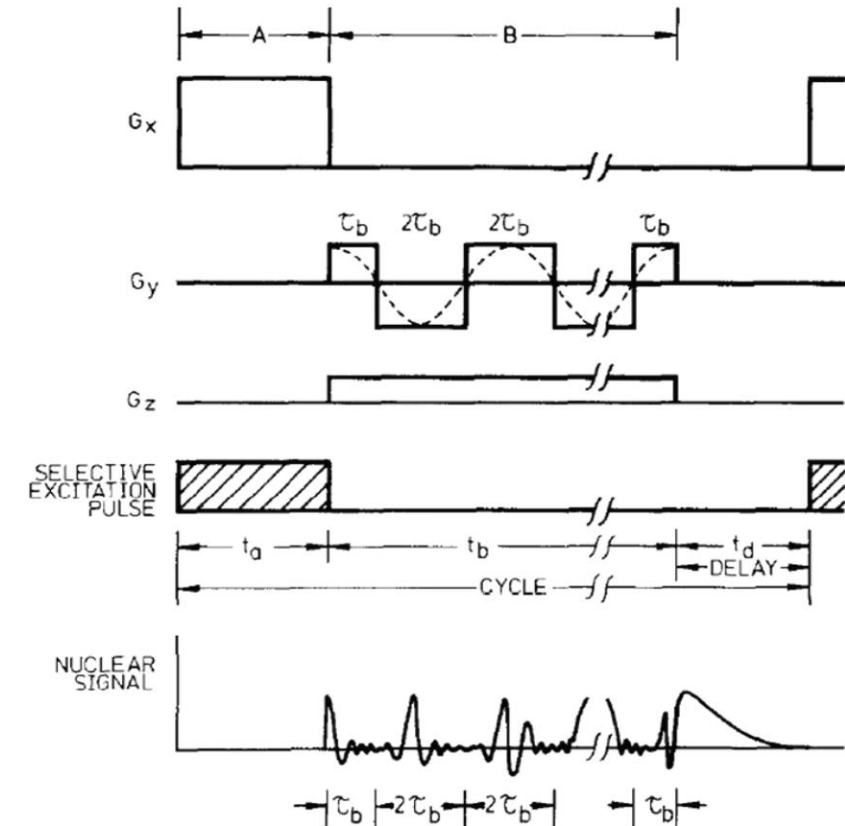 A B
Gx
τb 2τb 2τb τb
Gy
Gz
SELECTIVE
EXCITATION
PULSE
ta tb td
DELAY
CYCLE
NUCLEAR
SIGNAL
τb 2τb 2τb τb